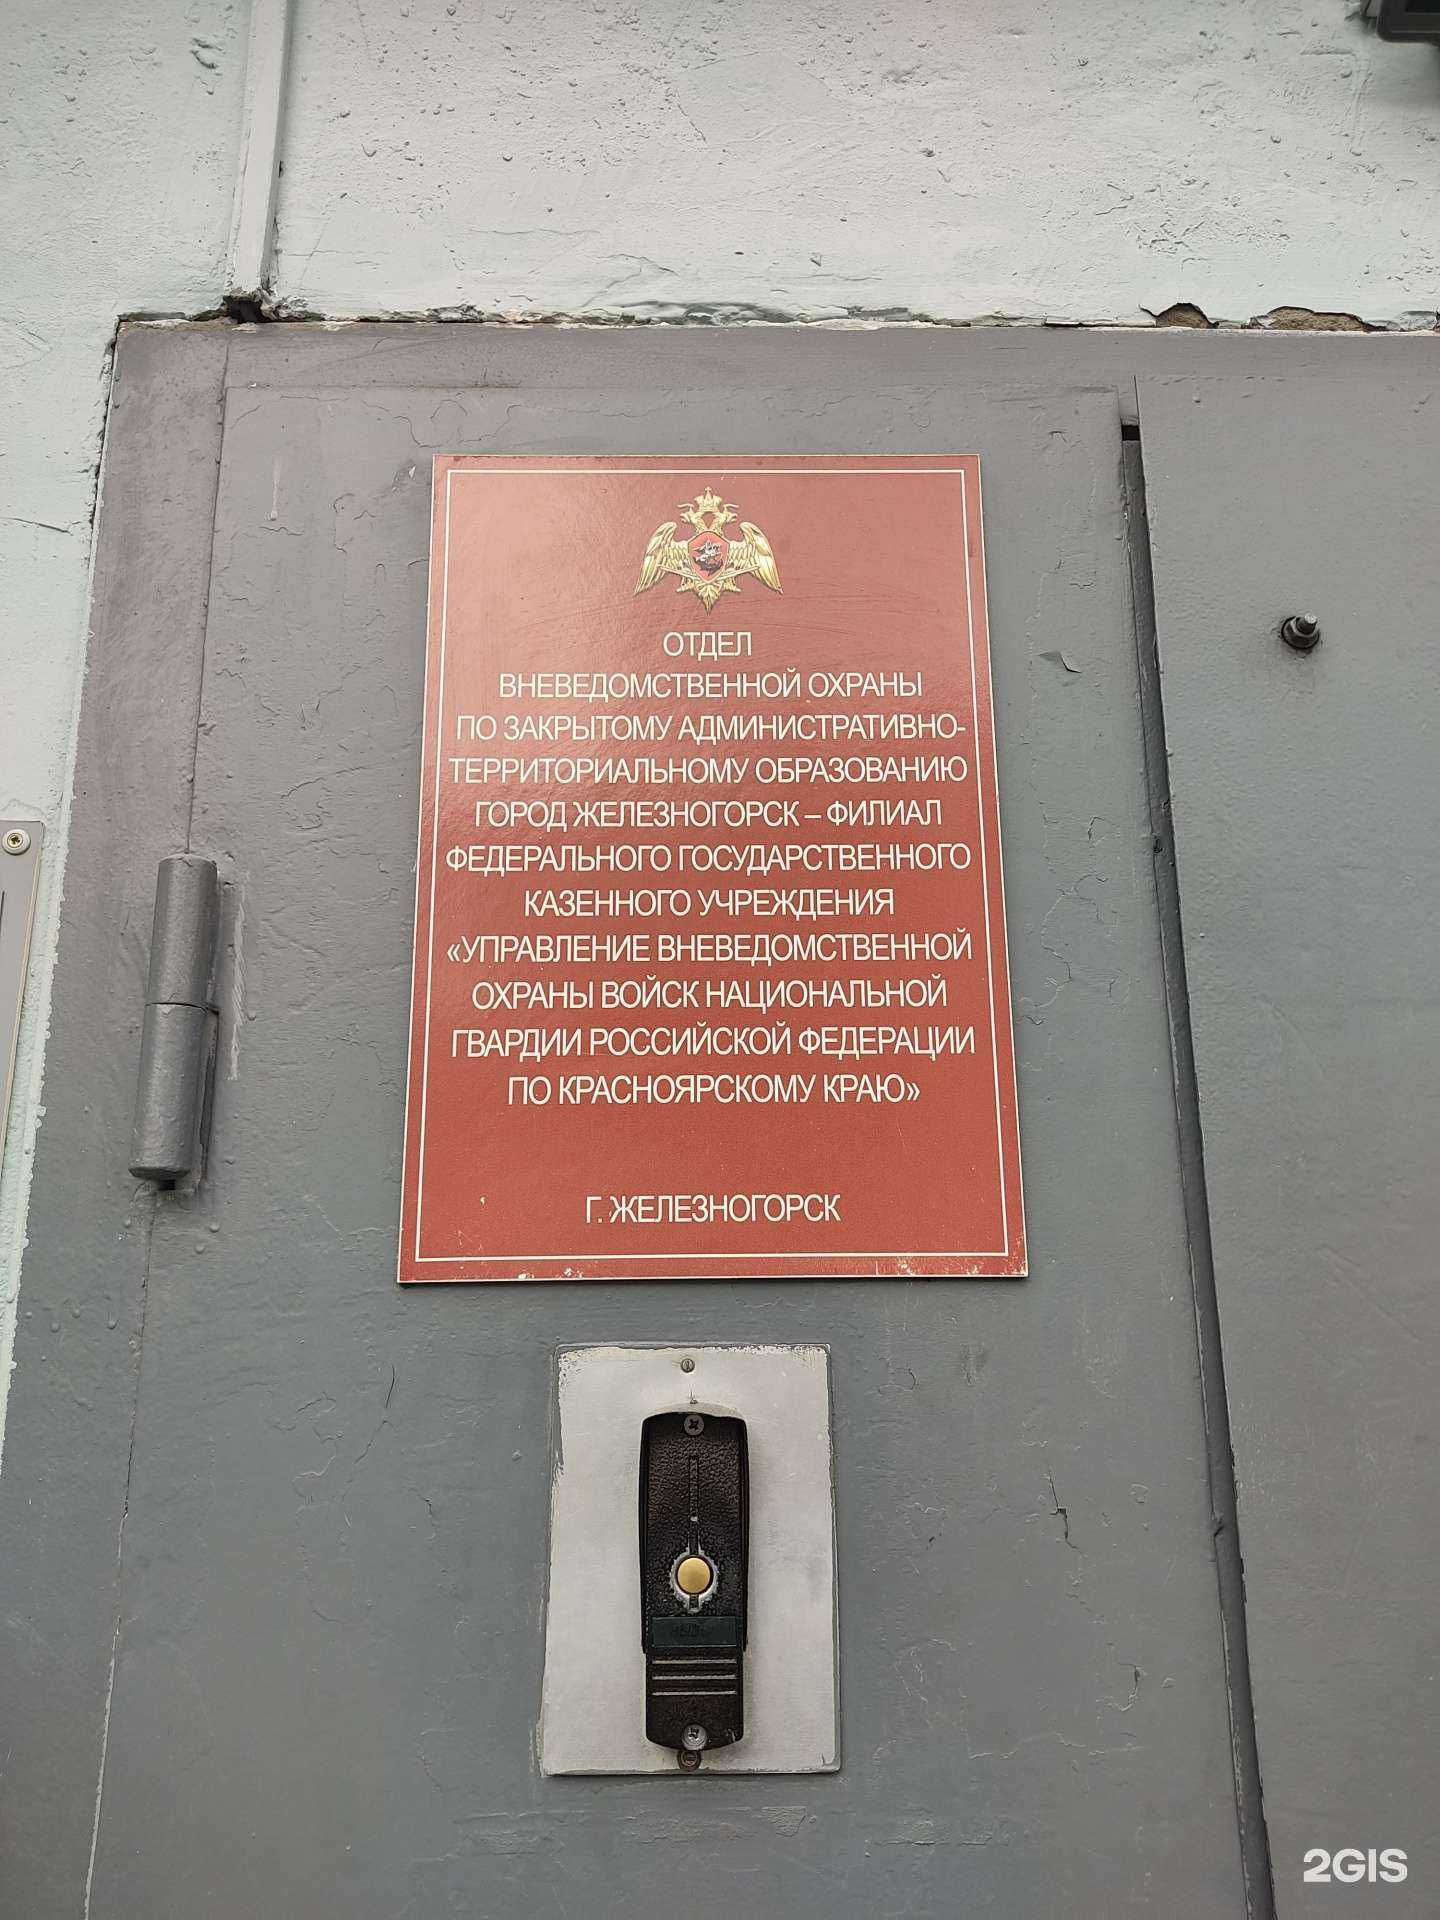 ОТДЕЛ
ВНЕВЕДОМСТВЕННОЙ ОХРАНЫ
ПО ЗАКРЫТОМУ АДМИНИСТРАТИВНО-
ТЕРРИТОРИАЛЬНОМУ ОБРАЗОВАНИЮ
ГОРОД ЖЕЛЕЗНОГОРСК – ФИЛИАЛ
ФЕДЕРАЛЬНОГО ГОСУДАРСТВЕННОГО
КАЗЕННОГО УЧРЕЖДЕНИЯ
«УПРАВЛЕНИЕ ВНЕВЕДОМСТВЕННОЙ
ОХРАНЫ ВОЙСК НАЦИОНАЛЬНОЙ
ГВАРДИИ РОССИЙСКОЙ ФЕДЕРАЦИИ
ПО КРАСНОЯРСКОМУ КРАЮ»
Г. ЖЕЛЕЗНОГОРСК
2GIS